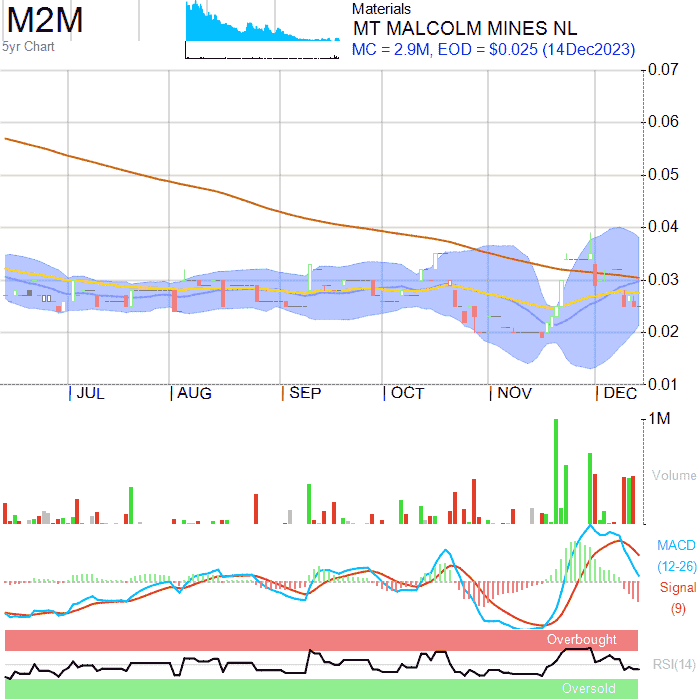 M2M
5yr Chart
Materials
MT MALCOLM MINES NL
MC = 2.9M, EOD = $0.025 (14Dec2023)
0.07
0.06
0.05
0.04
0.03
0.02
0.01
JUL AUG SEP OCT NOV DEC
1M
Volume
MACD
(12-26)
Signal
(9)
Overbought
RSI(14)
Oversold